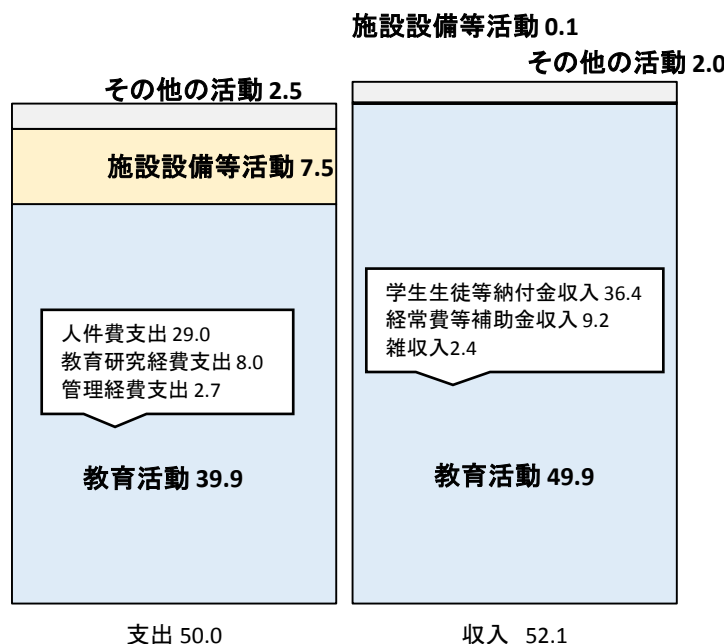 施設設備等活動 0.1
その他の活動 2.0
その他の活動 2.5
施設設備等活動 7.5
人件費支出 29.0
教育研究経費支出 8.0
管理経費支出 2.7
教育活動 39.9
学生生徒等納付金収入 36.4
経常費等補助金収入 9.2
雑収入2.4
教育活動 49.9
支出 50.0
収入 52.1